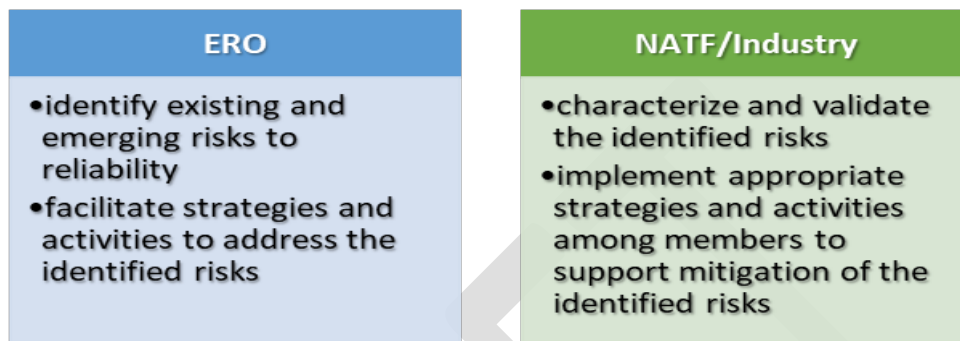 ERO
•identify existing and
emerging risks to
reliability
•facilitate strategies and
activities to address the
identified risks
NATF/Industry
•characterize and validate
the identified risks
•implement appropriate
strategies and activities
among members to
support mitigation of the
identified risks